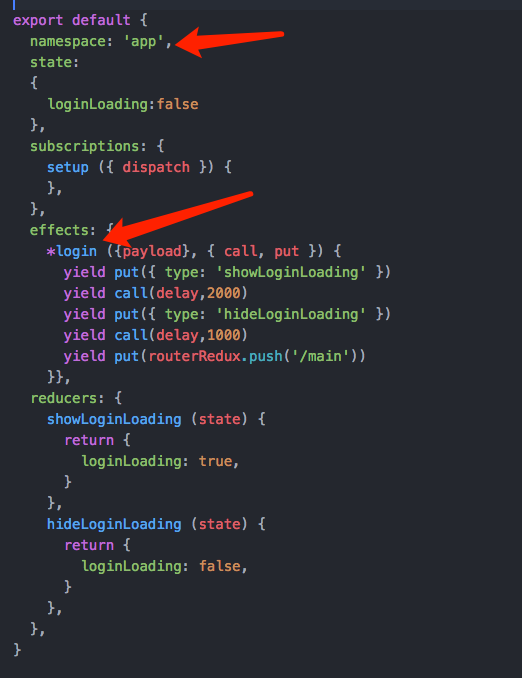 export default {
  namespace: 'app',
  state:
  {
    loginLoading:false
  },
  subscriptions: {
    setup ({ dispatch }) {
    },
  },
  effects: {
    *login ({payload}, { call, put }) {
      yield put({ type: 'showLoginLoading' })
      yield call(delay,2000)
      yield put({ type: 'hideLoginLoading' })
      yield call(delay,1000)
      yield put(routerRedux.push('/main'))
    }},
  reducers: {
    showLoginLoading (state) {
      return {
        loginLoading: true,
      }
    },
    hideLoginLoading (state) {
      return {
        loginLoading: false,
      }
    },
  },
}